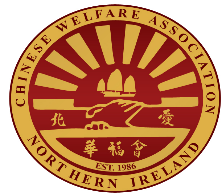 CHINESE WELFARE ASSOCIATION
北 愛
華福會
EST. 1986
NORTHERN IRELAND